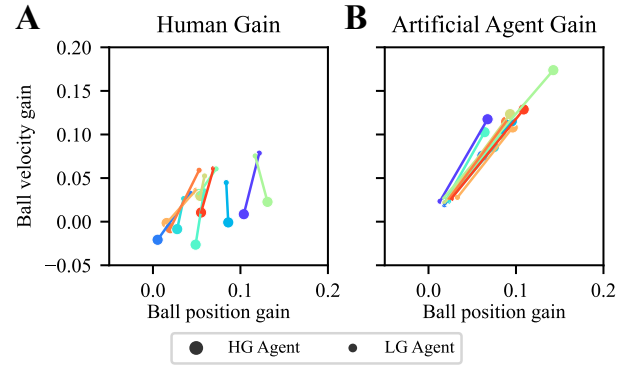 A
Human Gain
B
Artificial Agent Gain
Ball velocity gain
0.20
0.15
0.10
0.05
0.00
−0.05
0.0
0.1
0.2
0.0
0.1
0.2
Ball position gain
Ball position gain
HG Agent
LG Agent